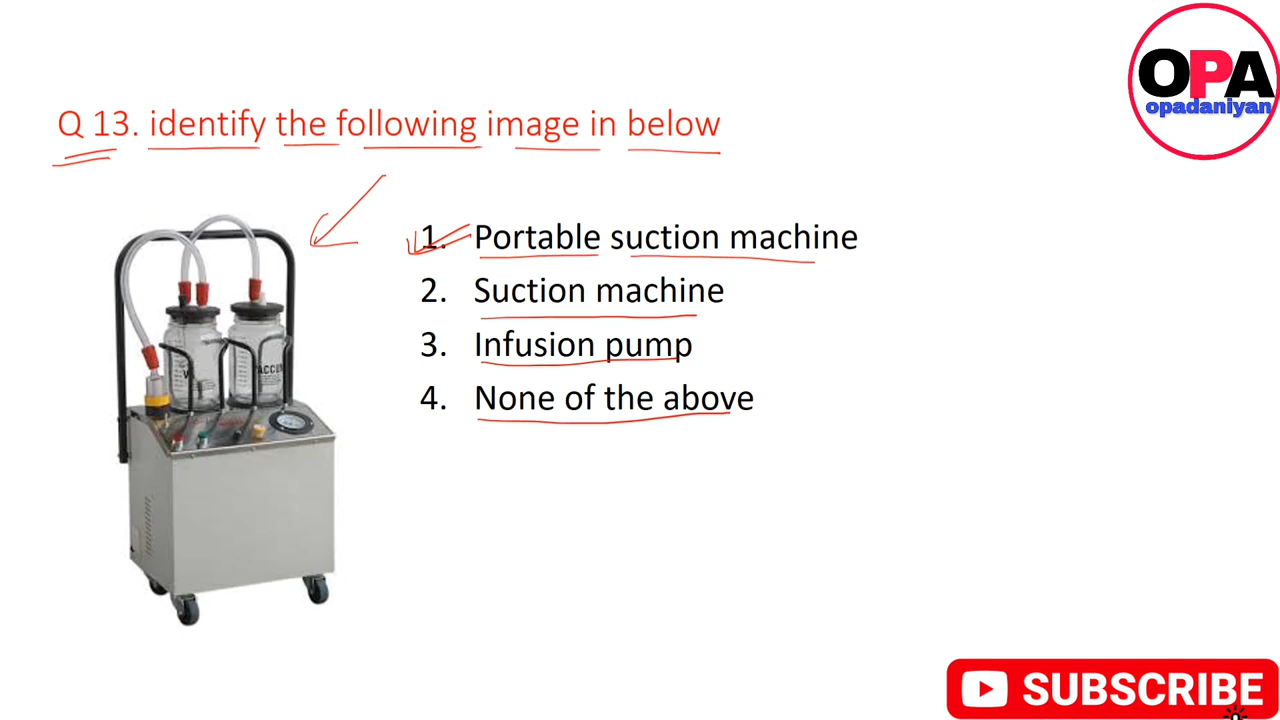 OPA
opadaniyan
Q 13. identify the following image in below
1. Portable suction machine
2. Suction machine
3. Infusion pump
4. None of the above
SUBSCRIBE